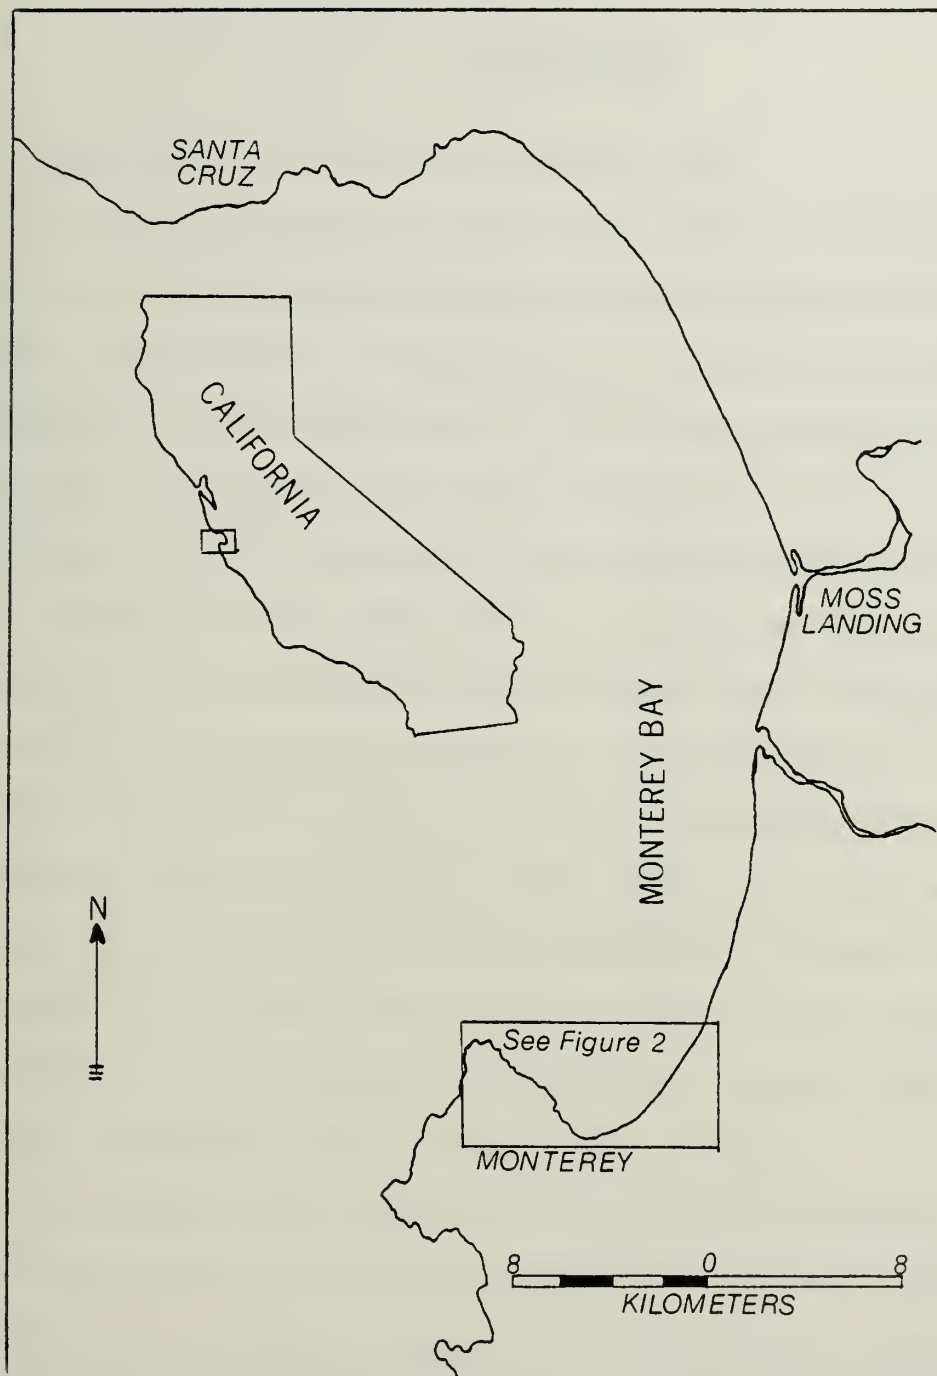 SANTA
CRUZ
CALIFORNIA
MOSS
LANDING
MONTEREY BAY
N
See Figure 2
MONTEREY
8 0 8
KILOMETERS